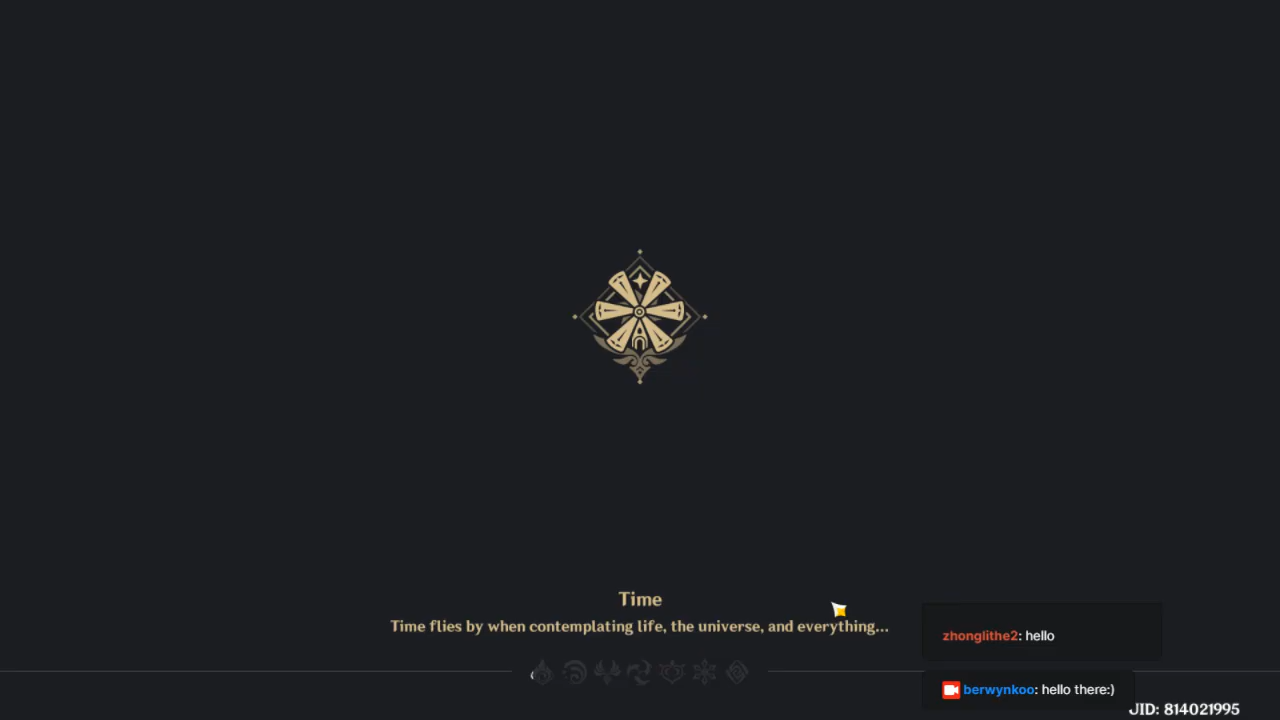 Time
Time flies by when contemplating life, the universe, and everything...
zhonglithe2: hello
berwynkoo: hello there:)
UID: 814021995